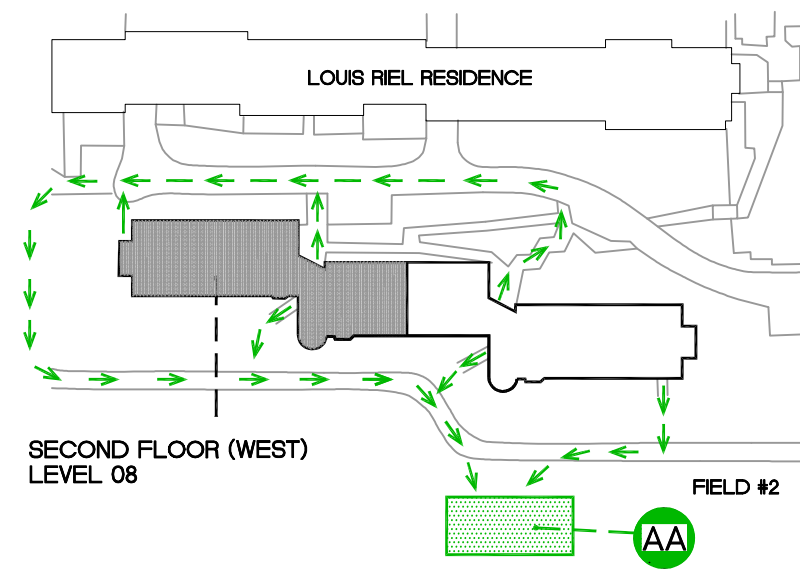 LOUIS RIEL RESIDENCE
SECOND FLOOR (WEST)
LEVEL 08
FIELD #2
AA